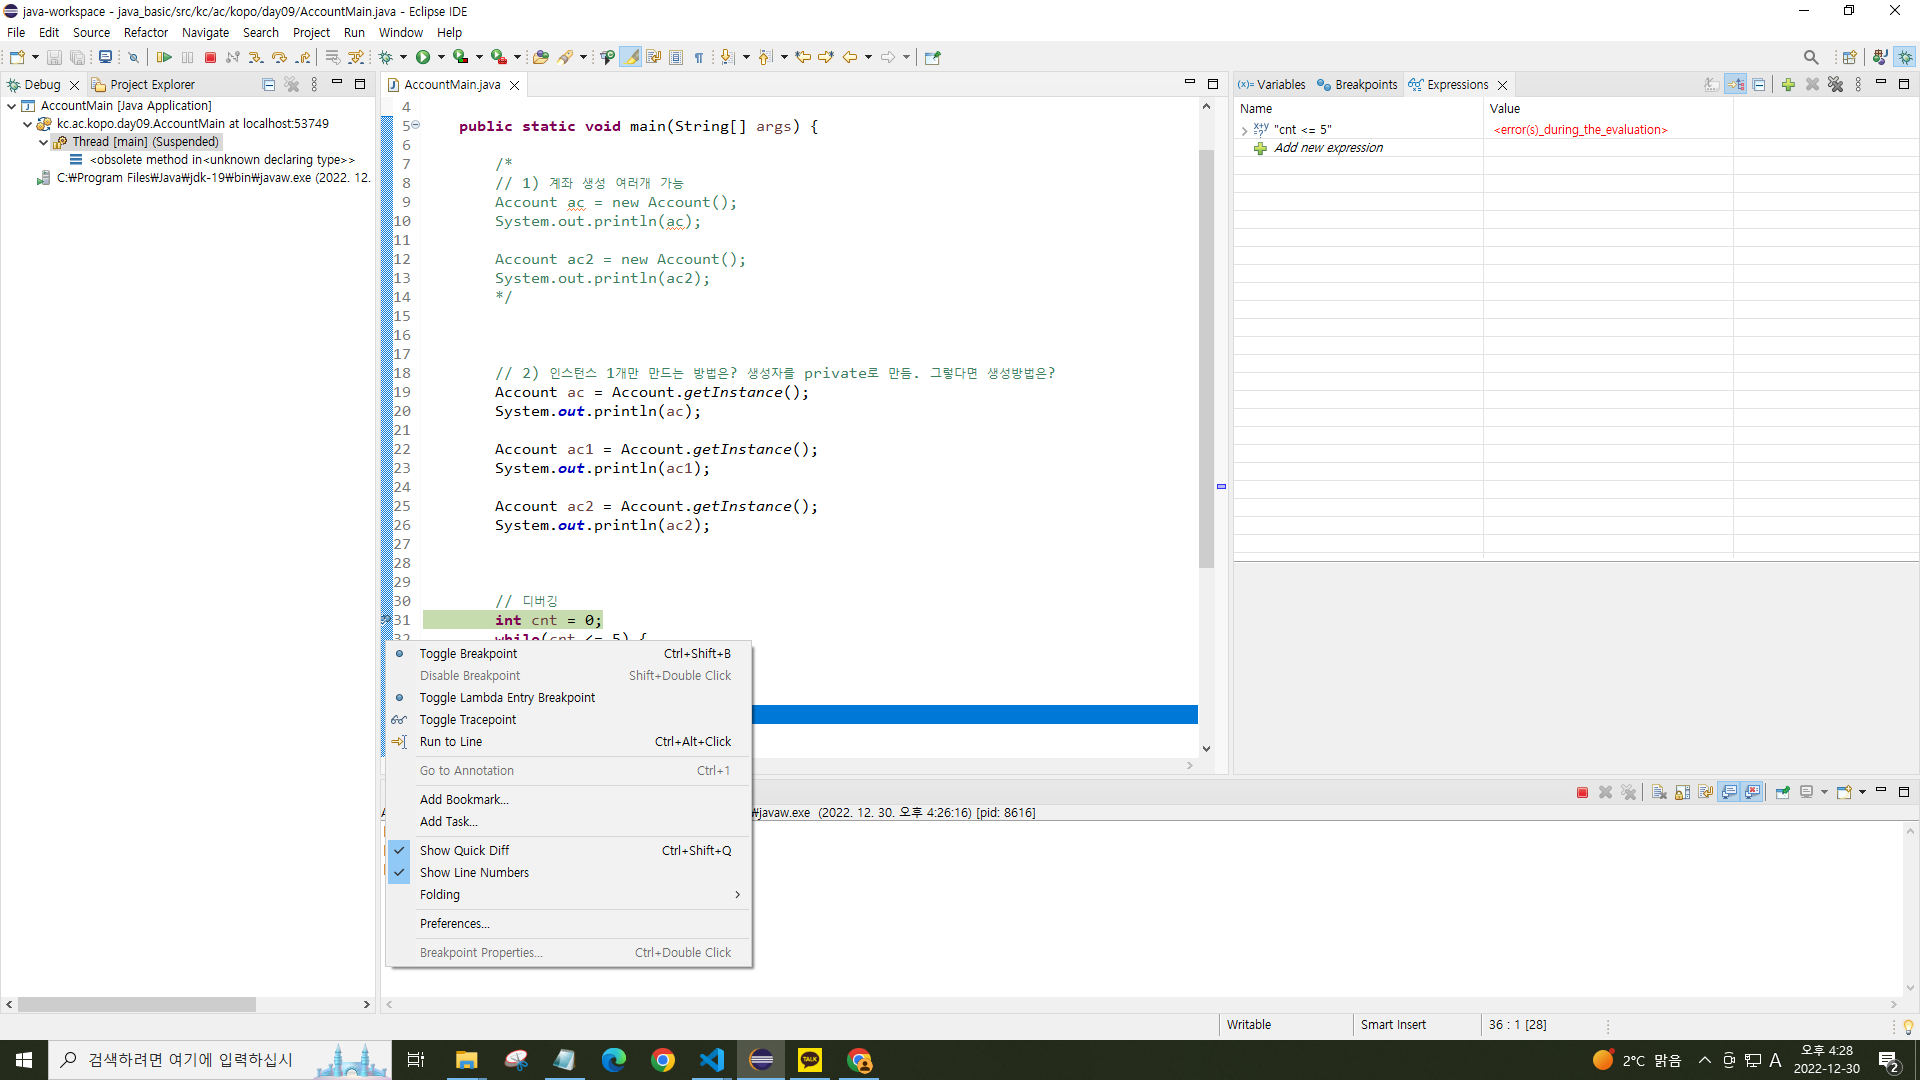 java-workspace - java_basic/src/kc/ac/kopo/day09/AccountMain.java - Eclipse IDE
File Edit Source Refactor Navigate Search Project Run Window Help
Debug Project Explorer
AccountMain [Java Application]
kc.ac.kopo.day09.AccountMain at localhost:53749
Thread [main] (Suspended)
<obsolete method in<unknown declaring type>>
C:₩Program Files₩Java₩jdk-19₩bin₩javaw.exe (2022. 12.
AccountMain.java
4
5 public static void main(String[] args) {
6
7 /*
8 // 1) 계좌 생성 여러개 가능
9 Account ac = new Account();
10 System.out.println(ac);
11
12 Account ac2 = new Account();
13 System.out.println(ac2);
14 */
15
16
17
18 // 2) 인스턴스 1개만 만드는 방법은? 생성자를 private로 만듬. 그렇다면 생성방법은?
19 Account ac = Account.getInstance();
20 System.out.println(ac);
21
22 Account ac1 = Account.getInstance();
23 System.out.println(ac1);
24
25 Account ac2 = Account.getInstance();
26 System.out.println(ac2);
27
28
29
30 // 디버깅
31 int cnt = 0;
32 while(cnt <= 5) {
Toggle Breakpoint Ctrl+Shift+B
Disable Breakpoint Shift+Double Click
Toggle Lambda Entry Breakpoint
Toggle Tracepoint
Run to Line Ctrl+Alt+Click
Go to Annotation Ctrl+1
Add Bookmark...
Add Task...
Show Quick Diff Ctrl+Shift+Q
Show Line Numbers
Folding
Preferences...
Breakpoint Properties... Ctrl+Double Click
(x)= Variables Breakpoints Expressions
Name Value
"cnt <= 5" <error(s)_during_the_evaluation>
Add new expression
₩javaw.exe (2022. 12. 30. 오후 4:26:16) [pid: 8616]
Writable Smart Insert 36 : 1 [28]
검색하려면 여기에 입력하십시
TALK
2°C 맑음 A 오후 4:28
2022-12-30
2